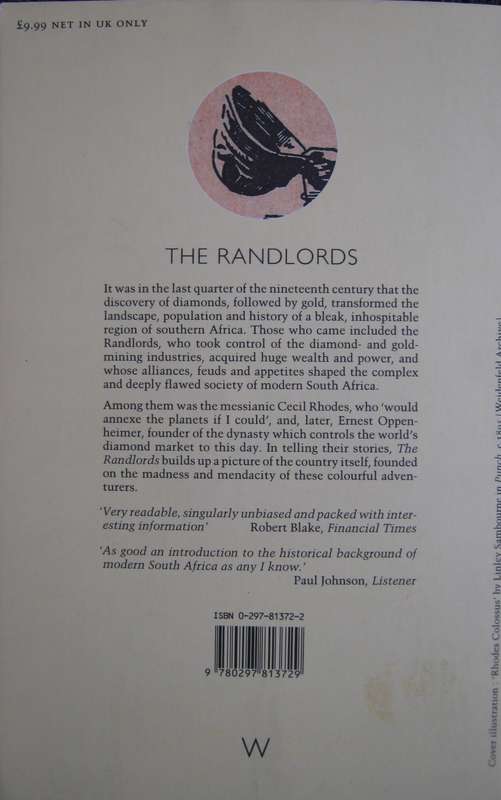 £9.99 NET IN UK ONLY
THE RANDLORDS
It was in the last quarter of the nineteenth century that the
discovery of diamonds, followed by gold, transformed the
landscape, population and history of a bleak, inhospitable
region of southern Africa. Those who came included the
Randlords, who took control of the diamond- and gold-
mining industries, acquired huge wealth and power, and
whose alliances, feuds and appetites shaped the complex
and deeply flawed society of modern South Africa.
Among them was the messianic Cecil Rhodes, who ‘would
annexe the planets if I could’, and, later, Ernest Oppen-
heimer, founder of the dynasty which controls the world’s
diamond market to this day. In telling their stories, The
Randlords builds up a picture of the country itself, founded
on the madness and mendacity of these colourful adven-
turers.
‘Very readable, singularly unbiased and packed with inter-
esting information’ Robert Blake, Financial Times
‘As good an introduction to the historical background of
modern South Africa as any I know.’
Paul Johnson, Listener
ISBN 0-297-81372-2
9 780297 813729
W
Cover illustration: ‘Rhodes Colossus’ by Linley Sambourne in Punch, (Weidenfeld Archive)